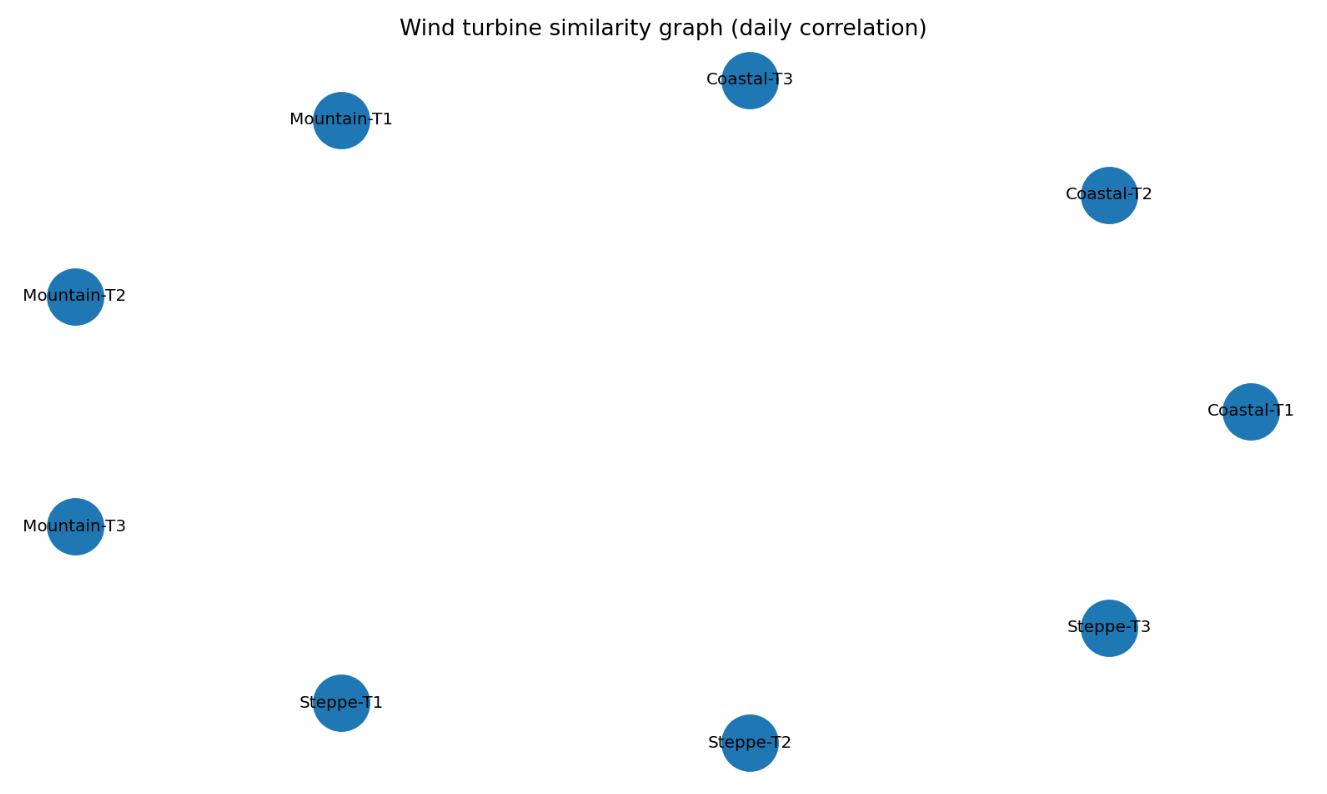 Wind turbine similarity graph (daily correlation)
Coastal-T3
Mountain-T1
Coastal-T2
Mountain-T2
Coastal-T1
Mountain-T3
Steppe-T3
Steppe-T1
Steppe-T2